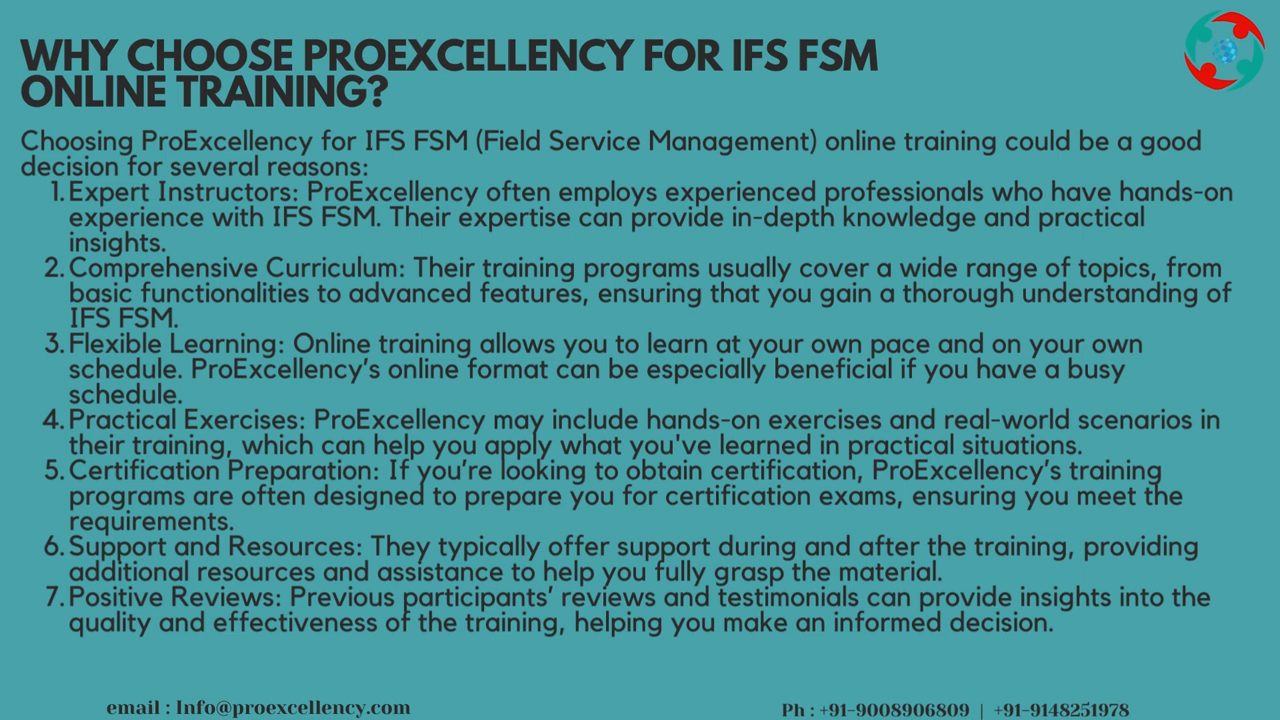 WHY CHOOSE PROEXCELLENCY FOR IFS FSM
ONLINE TRAINING?
Choosing ProExcellency for IFS FSM (Field Service Management) online training could be a good
decision for several reasons:
1. Expert Instructors: ProExcellency often employs experienced professionals who have hands-on
experience with IFS FSM. Their expertise can provide in-depth knowledge and practical
insights.
2. Comprehensive Curriculum: Their training programs usually cover a wide range of topics, from
basic functionalities to advanced features, ensuring that you gain a thorough understanding of
IFS FSM.
3. Flexible Learning: Online training allows you to learn at your own pace and on your own
schedule. ProExcellency’s online format can be especially beneficial if you have a busy
schedule.
4. Practical Exercises: ProExcellency may include hands-on exercises and real-world scenarios in
their training, which can help you apply what you've learned in practical situations.
5. Certification Preparation: If you’re looking to obtain certification, ProExcellency’s training
programs are often designed to prepare you for certification exams, ensuring you meet the
requirements.
6. Support and Resources: They typically offer support during and after the training, providing
additional resources and assistance to help you fully grasp the material.
7. Positive Reviews: Previous participants’ reviews and testimonials can provide insights into the
quality and effectiveness of the training, helping you make an informed decision.
email : Info@proexcellency.com
Ph : +91-9008906809 | +91-9148251978